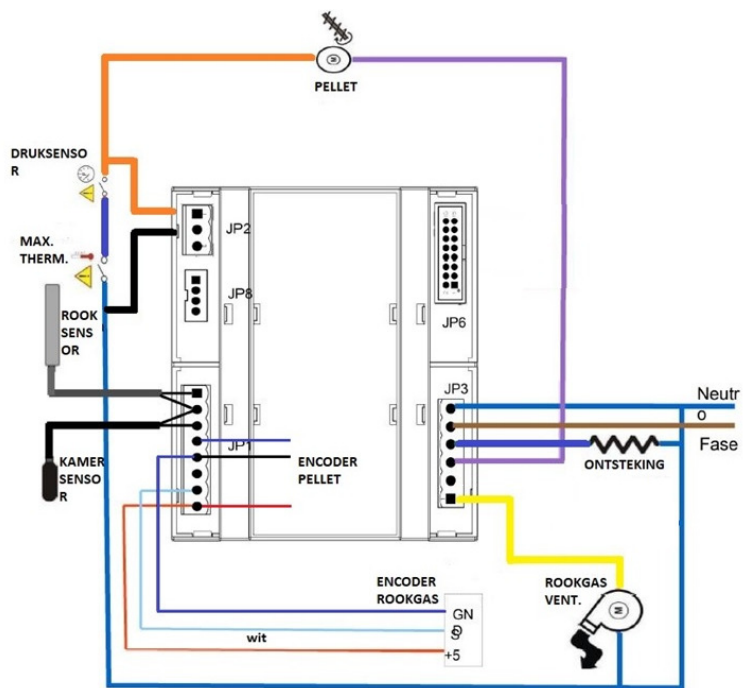 PELLET
DRUKSENSO
R
MAX.
THERM.
ROOK
SENS
OR
KAMER
SENSO
R
JP2
JP8
JP1
JP6
JP3
ENCODER
PELLET
Neutr
o
Fase
ONTSTEKING
ENCODER
ROOKGAS
wit
GN
D
S
+5
ROOKGAS
VENT.
M
M